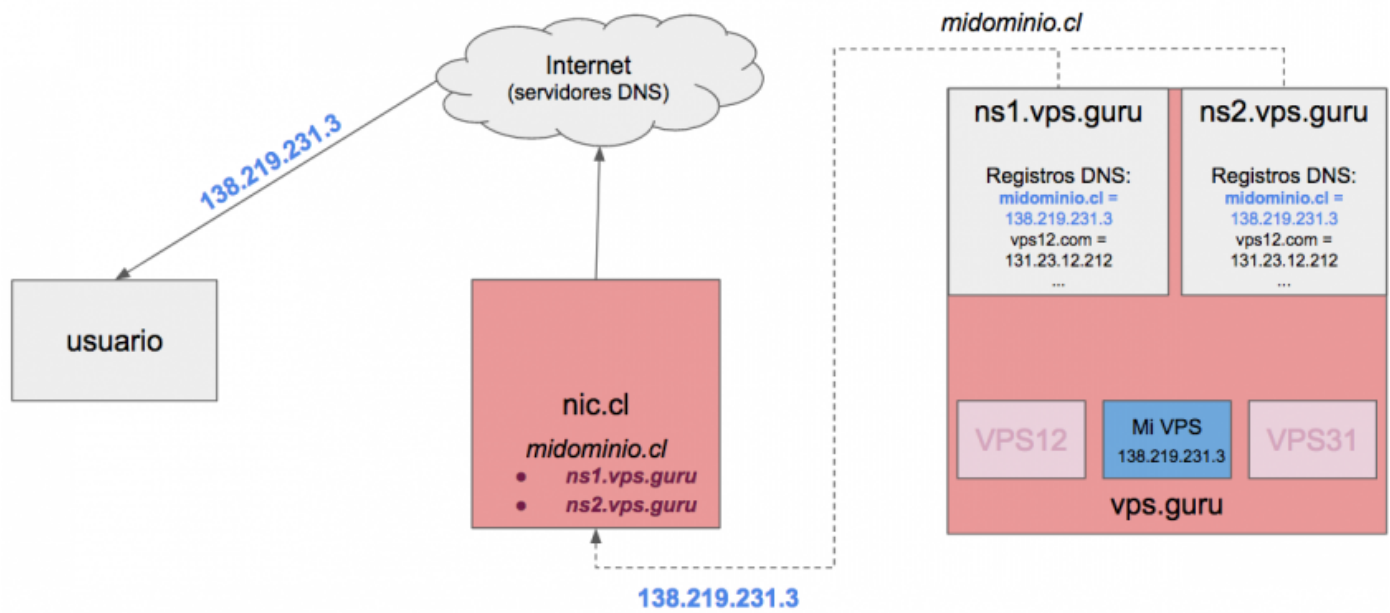 midominio.cl
Internet
(servidores DNS)
138.219.231.3
usuario
nic.cl
midominio.cl
● ns1.vps.guru
● ns2.vps.guru
138.219.231.3
ns1.vps.guru
Registros DNS:
midominio.cl =
138.219.231.3
vps12.com =
131.23.12.212
...
ns2.vps.guru
Registros DNS:
midominio.cl =
138.219.231.3
vps12.com =
131.23.12.212
...
VPS12
Mi VPS
138.219.231.3
VPS31
vps.guru